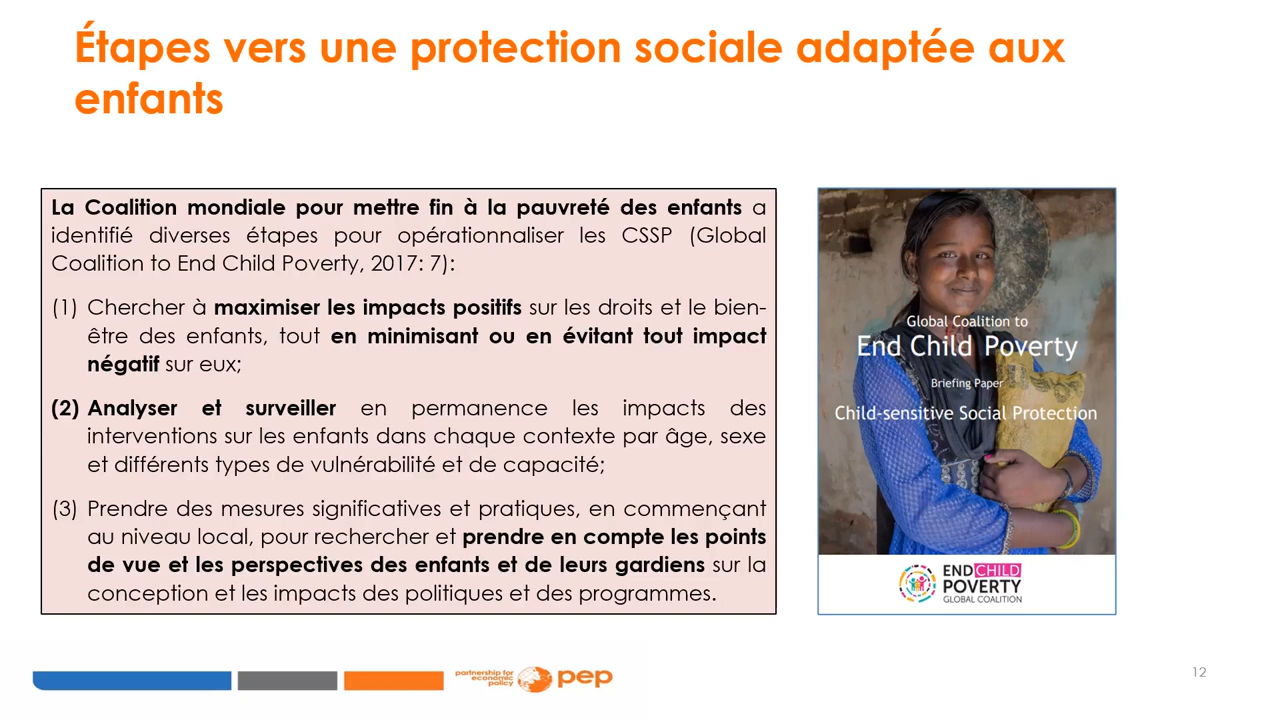 Étapes vers une protection sociale adaptée aux
enfants
La Coalition mondiale pour mettre fin à la pauvreté des enfants a
identifié diverses étapes pour opérationnaliser les CSSP (Global
Coalition to End Child Poverty, 2017: 7):
(1) Chercher à maximiser les impacts positifs sur les droits et le bien-
être des enfants, tout en minimisant ou en évitant tout impact
négatif sur eux;
(2) Analyser et surveiller en permanence les impacts des
interventions sur les enfants dans chaque contexte par âge, sexe
et différents types de vulnérabilité et de capacité;
(3) Prendre des mesures significatives et pratiques, en commençant
au niveau local, pour rechercher et prendre en compte les points
de vue et les perspectives des enfants et de leurs gardiens sur la
conception et les impacts des politiques et des programmes.
Global Coalition to
End Child Poverty
Briefing Paper
Child-sensitive Social Protection
END CHILD
POVERTY
GLOBAL COALITION
partnership for
economic
policy
pep
12